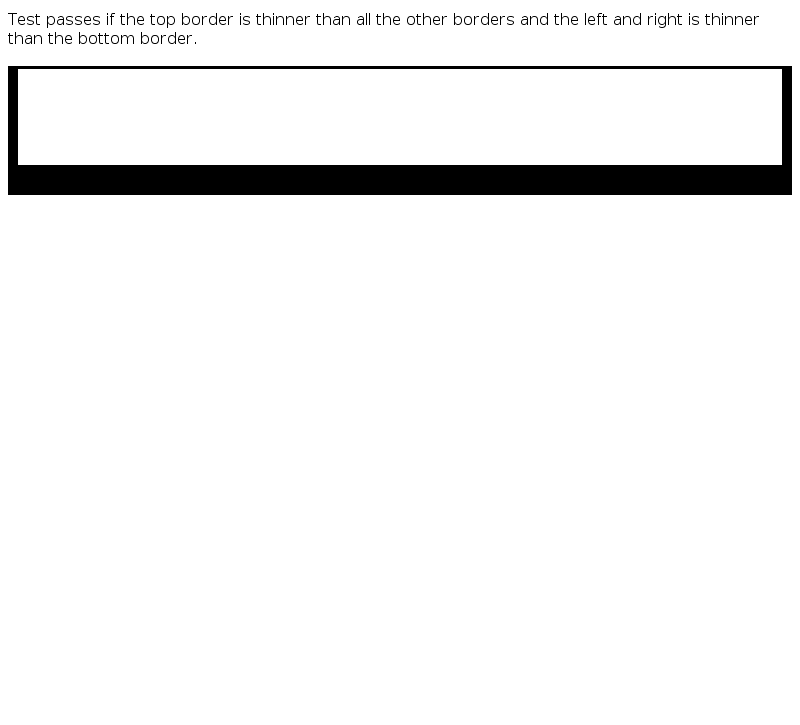 Test passes if the top border is thinner than all the other borders and the left and right is thinner
than the bottom border.